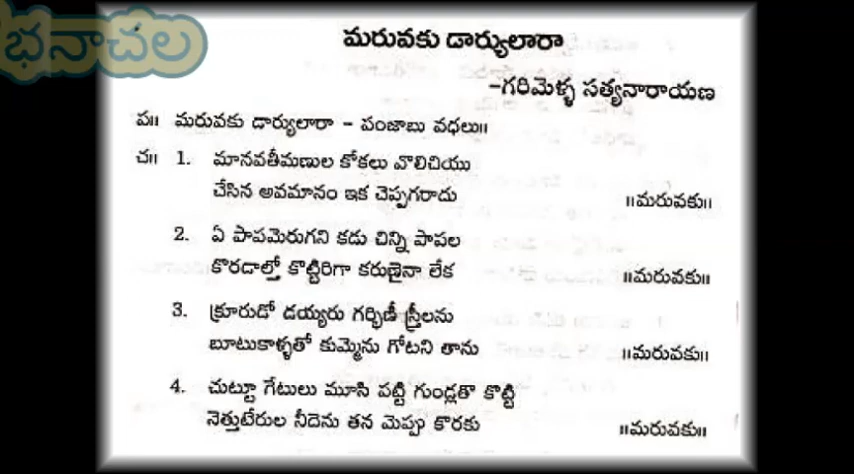 భనాచల
మరువకు డార్యులారా
-గరిమెళ్ళ సత్యనారాయణ
ప॥ మరువకు డార్యులారా - పంజాబు వధలు॥
చ॥ 1. మానవతీమణుల కోకలు వొలిచియు
చేసిన అవమానం ఇక చెప్పగరాదు ॥మరువకు॥
2. ఏ పాపమెరుగని కడు చిన్ని పాపల
కొరడాల్తో కొట్టిరిగా కరుణైనా లేక ॥మరువకు॥
3. క్రూరుడో డయ్యరు గర్భిణీ స్త్రీలను
బూటుకాళ్ళతో కుమ్మెను గోటని తాను ॥మరువకు॥
4. చుట్టూ గేటులు మూసి పట్టి గుండ్లతొ కొట్టి
నెత్తుటేరుల నీదెను తన మెప్పు కొరకు ॥మరువకు॥